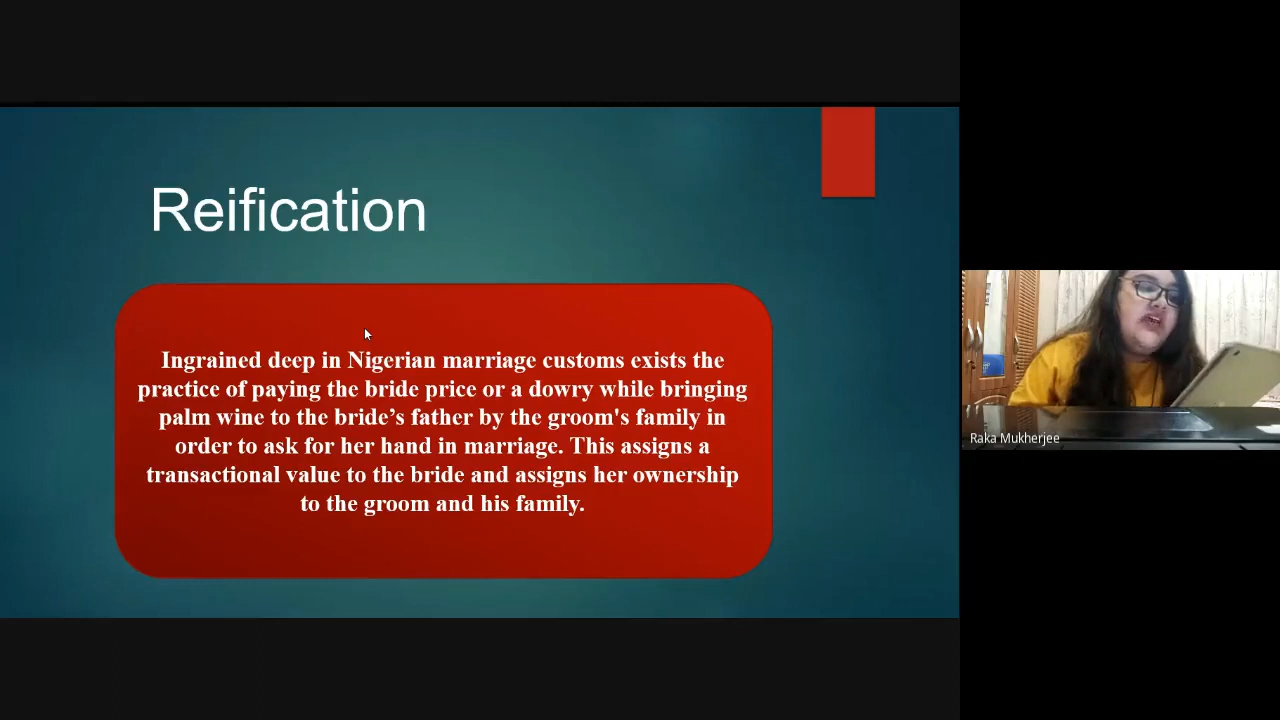 Reification
Ingrained deep in Nigerian marriage customs exists the
practice of paying the bride price or a dowry while bringing
palm wine to the bride’s father by the groom's family in
order to ask for her hand in marriage. This assigns a
transactional value to the bride and assigns her ownership
to the groom and his family.
Raka Mukherjee